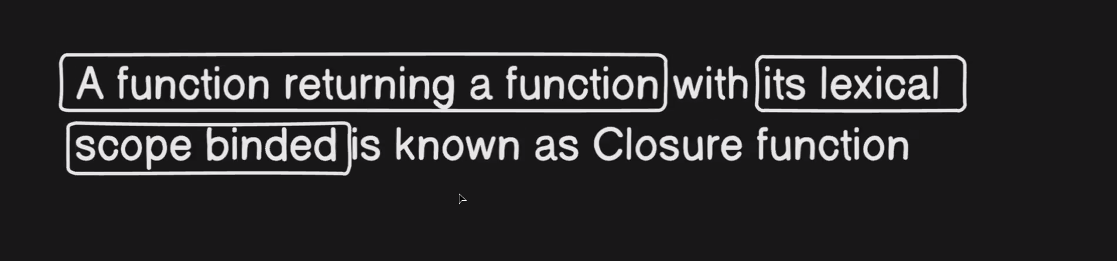 A function returning a function with its lexical
scope binded is known as Closure function